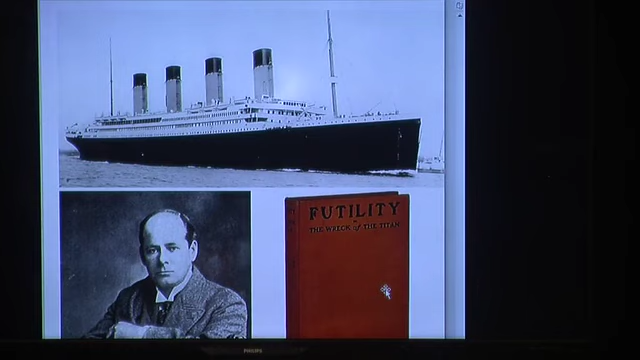 FUTILITY
THE WRECK of THE TITAN
PHILIPS